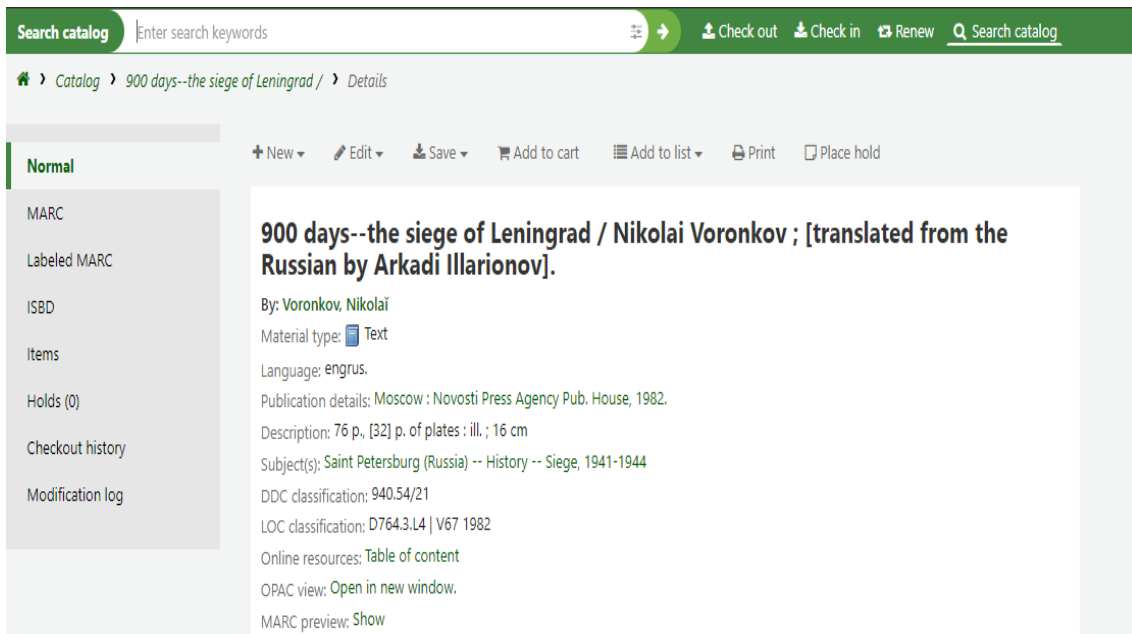 Search catalog Enter search keywords Check out Check in Renew Search catalog
Catalog 900 days--the siege of Leningrad / Details
Normal
MARC
Labeled MARC
ISBD
Items
Holds (0)
Checkout history
Modification log
New Edit Save Add to cart Add to list Print Place hold
900 days--the siege of Leningrad / Nikolai Voronkov ; [translated from the
Russian by Arkadi Illarionov].
By: Voronkov, Nikolaĭ
Material type: Text
Language: engrus.
Publication details: Moscow : Novosti Press Agency Pub. House, 1982.
Description: 76 p., [32] p. of plates : ill. ; 16 cm
Subject(s): Saint Petersburg (Russia) -- History -- Siege, 1941-1944
DDC classification: 940.54/21
LOC classification: D764.3.L4 | V67 1982
Online resources: Table of content
OPAC view: Open in new window.
MARC preview: Show